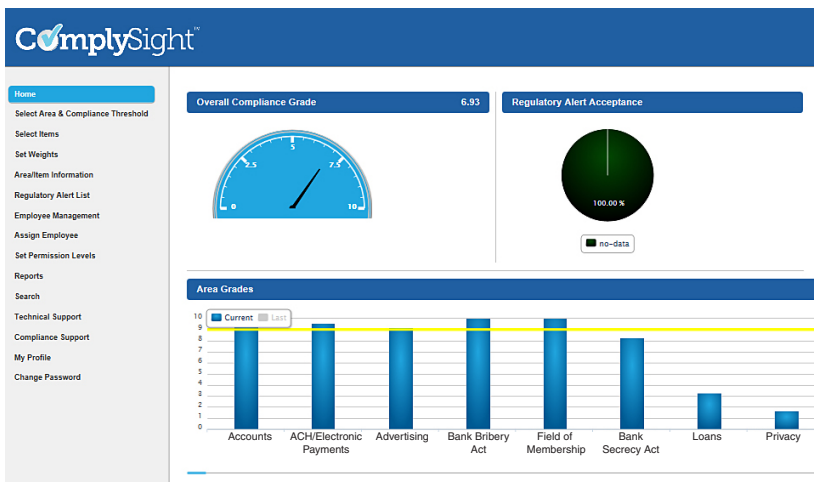 ComplySight™
Home
Select Area & Compliance Threshold
Select Items
Set Weights
Area/Item Information
Regulatory Alert List
Employee Management
Assign Employee
Set Permission Levels
Reports
Search
Technical Support
Compliance Support
My Profile
Change Password
Overall Compliance Grade 6.93
0
2.5
5
7.5
10
Regulatory Alert Acceptance
100.00 %
no-data
Area Grades
Current Last
10
9
8
7
6
5
4
3
2
1
0
Accounts
ACH/Electronic
Payments
Advertising
Bank Bribery
Act
Field of
Membership
Bank
Secrecy Act
Loans
Privacy